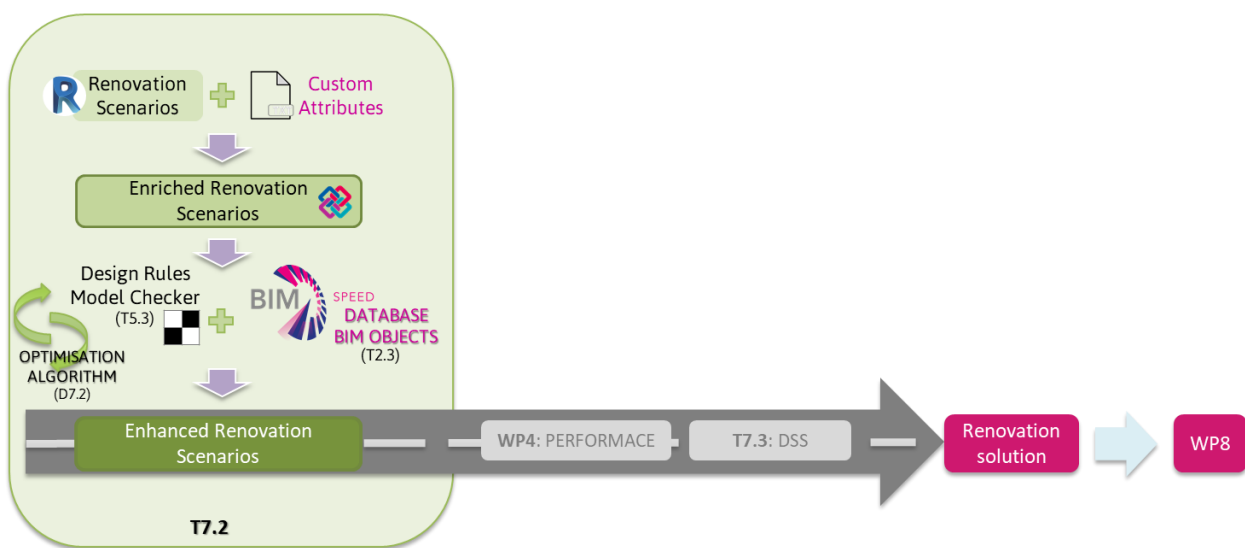 Renovation
Scenarios
Custom
Attributes
Enriched Renovation
Scenarios
Design Rules
Model Checker
(T5.3)
BIM
SPEED
DATABASE
BIM OBJECTS
(T2.3)
OPTIMISATION
ALGORITHM
(D7.2)
Enhanced Renovation
Scenarios
WP4: PERFORMACE
T7.3: DSS
Renovation
solution
WP8
T7.2